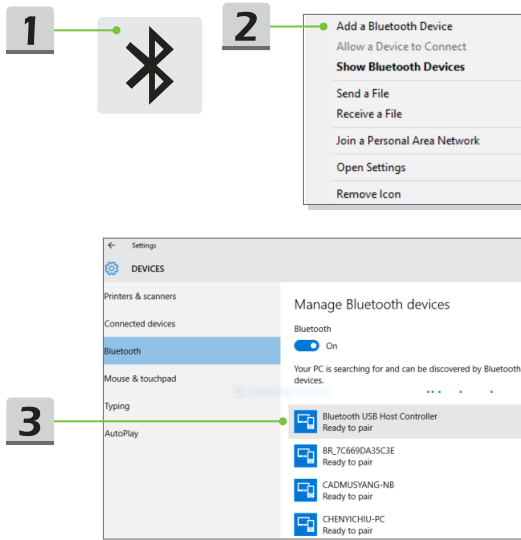 1
2
Add a Bluetooth Device
Allow a Device to Connect
Show Bluetooth Devices
Send a File
Receive a File
Join a Personal Area Network
Open Settings
Remove Icon
Settings
DEVICES
Printers & scanners
Connected devices
Bluetooth
Mouse & touchpad
Typing
AutoPlay
Manage Bluetooth devices
Bluetooth
On
Your PC is searching for and can be discovered by Bluetooth
devices.
3
Bluetooth USB Host Controller
Ready to pair
BR_7C669DA35C3E
Ready to pair
CADMUSYANG-NB
Ready to pair
CHENYICHIU-PC
Ready to pair